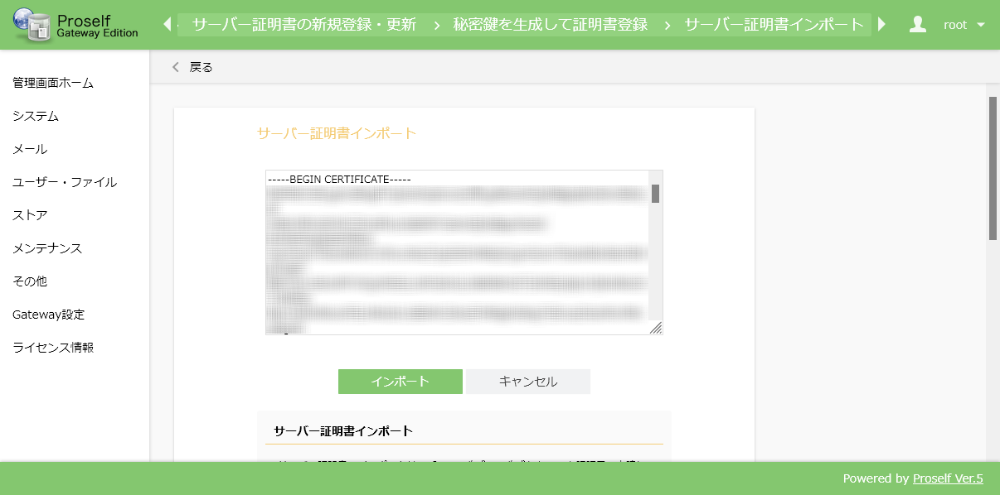 Proself
Gateway Edition
サーバー証明書の新規登録・更新 › 秘密鍵を生成して証明書登録 › サーバー証明書インポート
root
戻る
管理画面ホーム
システム
メール
ユーザー・ファイル
ストア
メンテナンス
その他
Gateway設定
ライセンス情報
サーバー証明書インポート
-----BEGIN CERTIFICATE-----
インポート
キャンセル
サーバー証明書インポート
Powered by Proself Ver.5